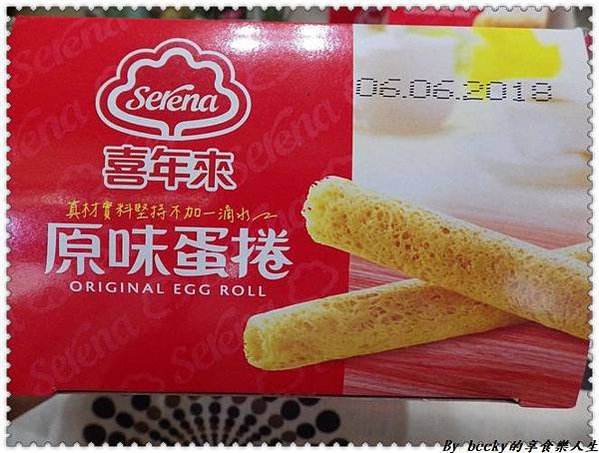 Serena
喜年來
真材實料堅持不加一滴水
原味蛋捲
ORIGINAL EGG ROLL
06.06.2018
By becky的享食樂人生